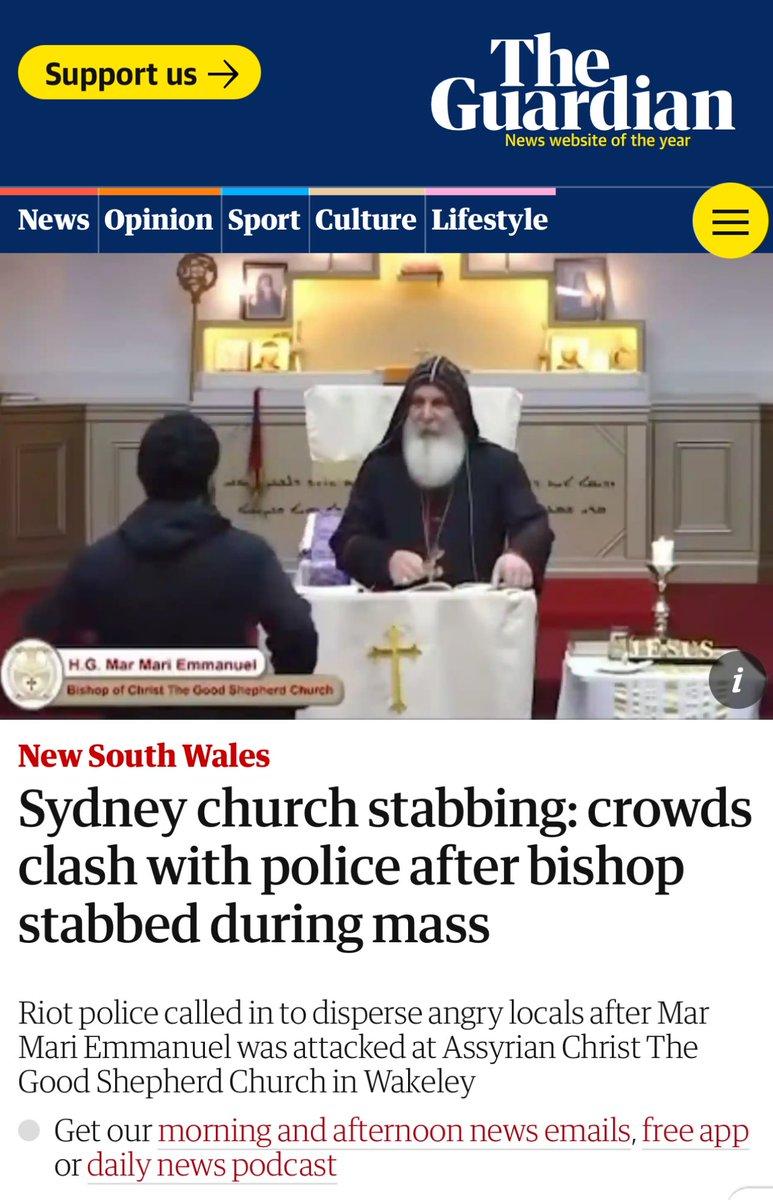 Support us →
The
Guardian
News website of the year
News
Opinion
Sport
Culture
Lifestyle
H.G. Mar Mari Emmanuel
Bishop of Christ The Good Shepherd Church
JESUS
i
New South Wales
Sydney church stabbing: crowds
clash with police after bishop
stabbed during mass
Riot police called in to disperse angry locals after Mar
Mari Emmanuel was attacked at Assyrian Christ The
Good Shepherd Church in Wakeley
Get our morning and afternoon news emails, free app
or daily news podcast